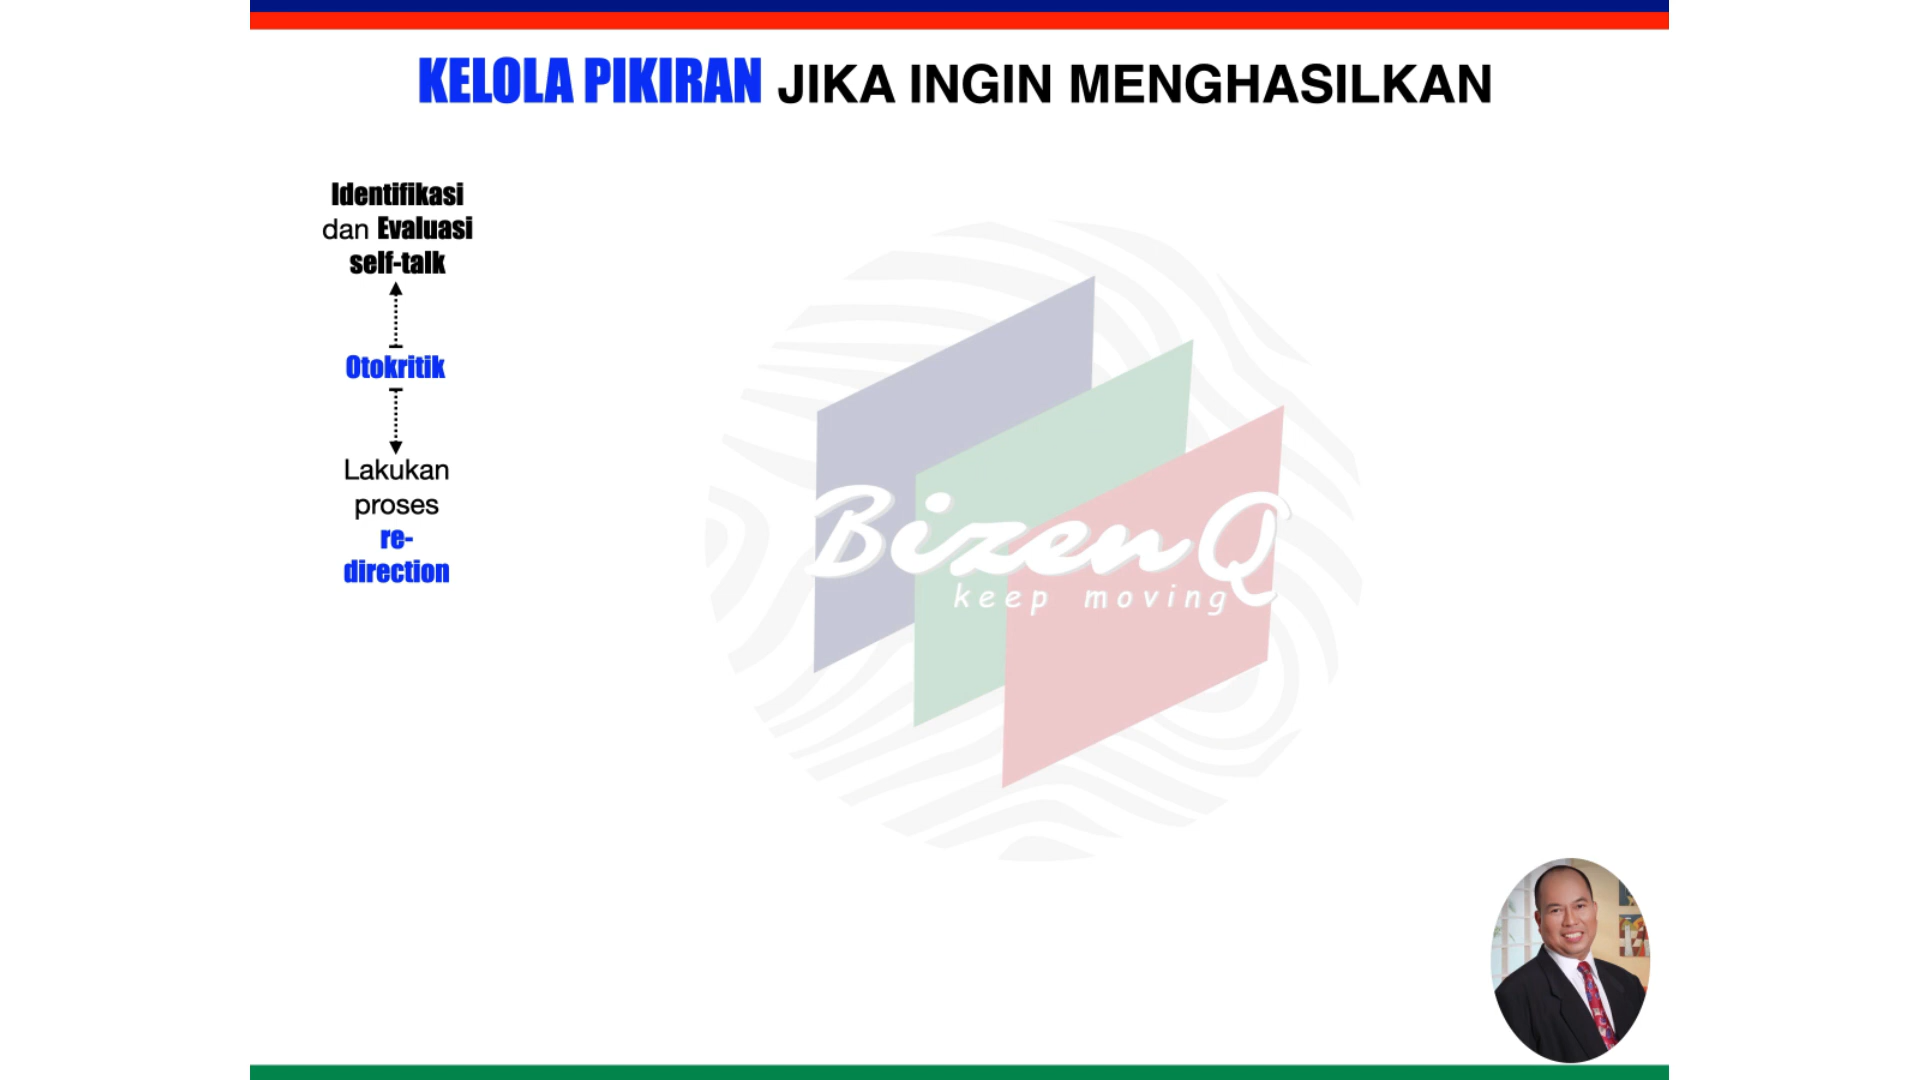 KELOLA PIKIRAN JIKA INGIN MENGHASILKAN
Identifikasi
dan Evaluasi
self-talk
Otokritik
Lakukan
proses
re-
direction
BizenQ
keep moving